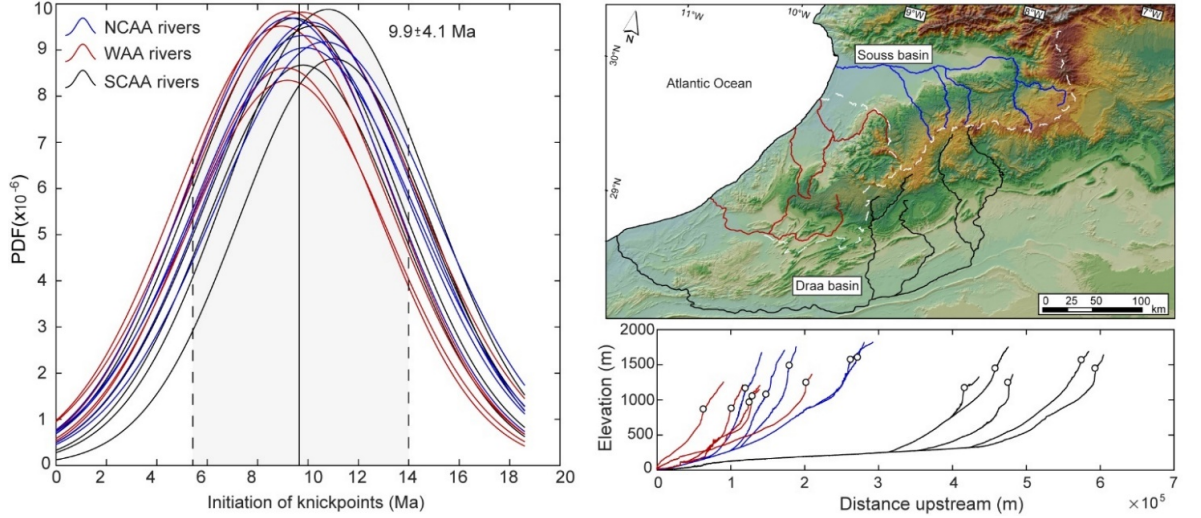 NCAA rivers
WAA rivers
SCAA rivers
9.9±4.1 Ma
PDF(x10⁻⁶)
10
9
8
7
6
5
4
3
2
1
0
0 2 4 6 8 10 12 14 16 18 20
Initiation of knickpoints (Ma)
11°W 10°W 9°W 8°W 7°W
N
30°N
29°N
Atlantic Ocean
Souss basin
Draa basin
0 25 50 100
km
Elevation (m)
2000
1500
1000
500
0
0 1 2 3 4 5 6 7
Distance upstream (m) ×10⁵